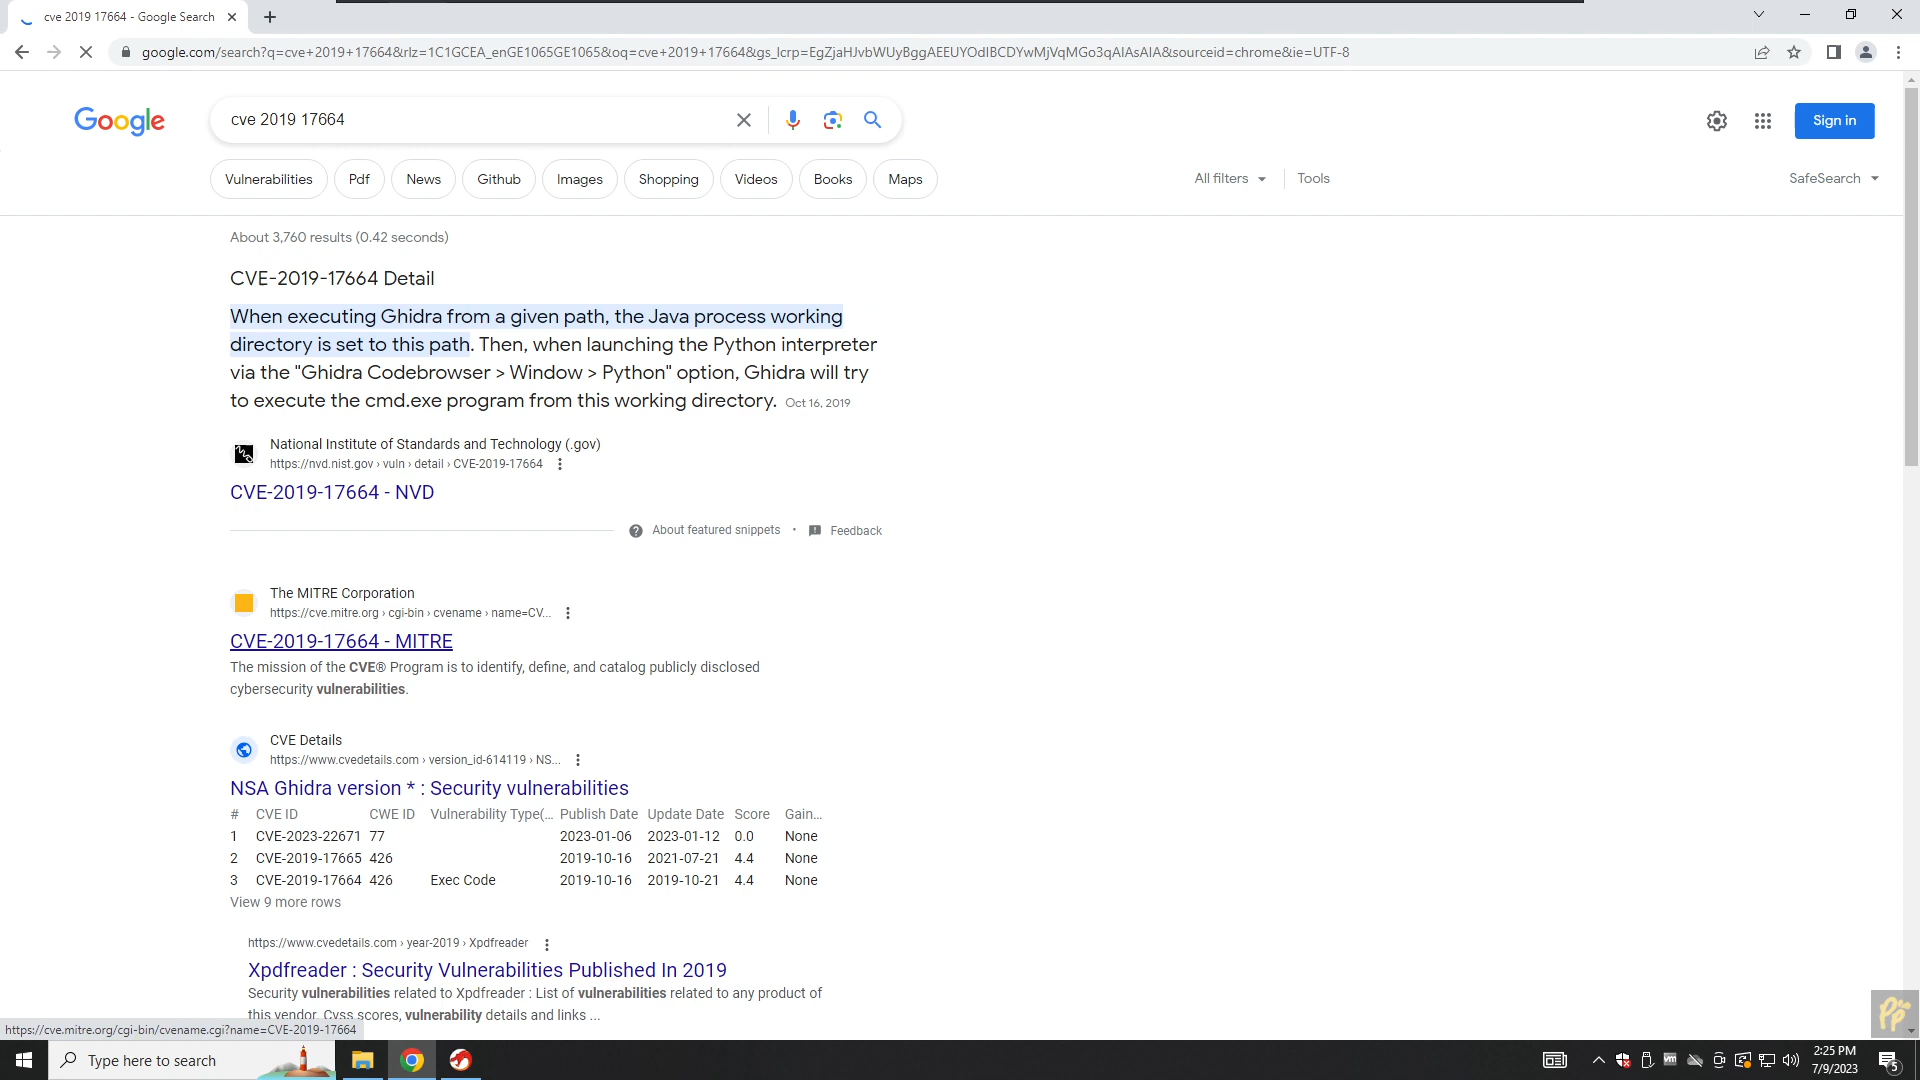 cve 2019 17664 - Google Search
google.com/search?q=cve+2019+17664&rlz=1C1GCEA_enGE1065GE1065&oq=cve+2019+17664&gs_lcrp=EgZjaHJvbWUyBggAEEUYOdIBCDYwMjVqMGo3qAIAsAIA&sourceid=chrome&ie=UTF-8
Google
cve 2019 17664
Sign in
Vulnerabilities
Pdf
News
Github
Images
Shopping
Videos
Books
Maps
All filters
Tools
SafeSearch
About 3,760 results (0.42 seconds)
CVE-2019-17664 Detail
When executing Ghidra from a given path, the Java process working
directory is set to this path. Then, when launching the Python interpreter
via the "Ghidra Codebrowser > Window > Python" option, Ghidra will try
to execute the cmd.exe program from this working directory. Oct 16, 2019
National Institute of Standards and Technology (.gov)
https://nvd.nist.gov › vuln › detail › CVE-2019-17664
CVE-2019-17664 - NVD
About featured snippets • Feedback
The MITRE Corporation
https://cve.mitre.org › cgi-bin › cvename › name=CV...
CVE-2019-17664 - MITRE
The mission of the CVE® Program is to identify, define, and catalog publicly disclosed
cybersecurity vulnerabilities.
CVE Details
https://www.cvedetails.com › version_id-614119 › NS...
NSA Ghidra version * : Security vulnerabilities
# CVE ID CWE ID Vulnerability Type(... Publish Date Update Date Score Gain...
1 CVE-2023-22671 77 2023-01-06 2023-01-12 0.0 None
2 CVE-2019-17665 426 2019-10-16 2021-07-21 4.4 None
3 CVE-2019-17664 426 Exec Code 2019-10-16 2019-10-21 4.4 None
View 9 more rows
https://www.cvedetails.com › year-2019 › Xpdfreader
Xpdfreader : Security Vulnerabilities Published In 2019
Security vulnerabilities related to Xpdfreader : List of vulnerabilities related to any product of
this vendor. Cvss scores, vulnerability details and links ...
https://cve.mitre.org/cgi-bin/cvename.cgi?name=CVE-2019-17664
Pp
Type here to search
vm
2:25 PM
7/9/2023
5